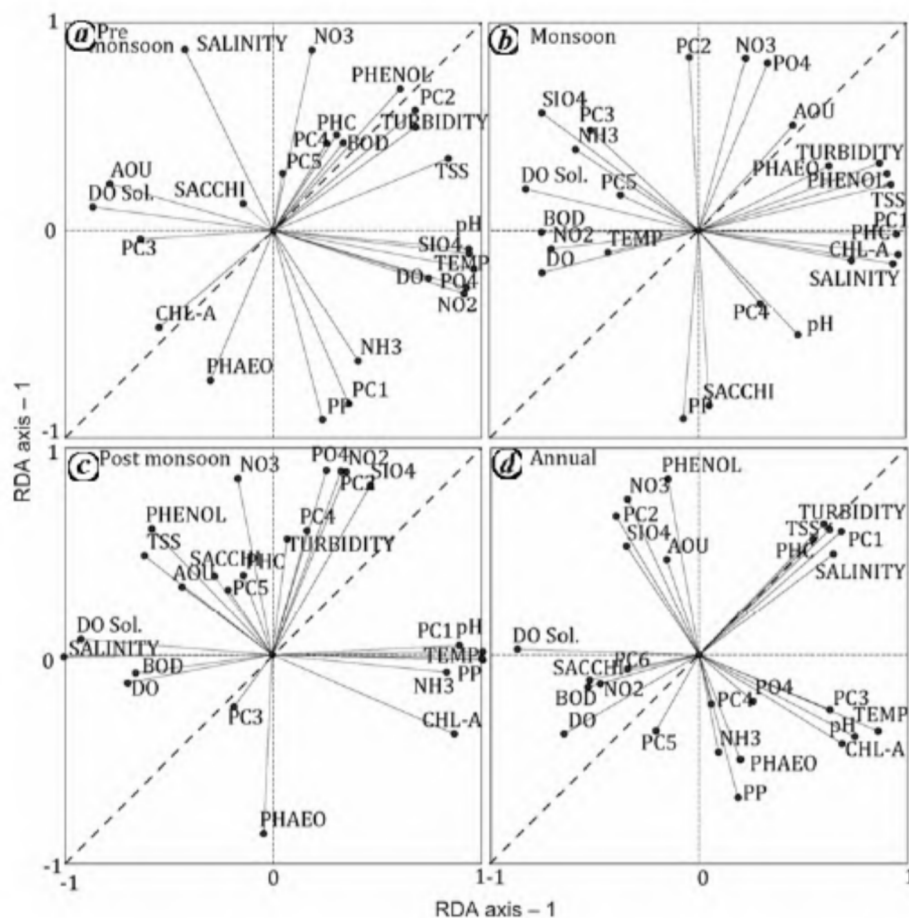 1
a Pre monsoon
SALINITY
NO3
PHENOL
PC2
TURBIDITY
PHC
PC4
BOD
PC5
TSS
AOU
DO Sol.
SACCHI
PC3
pH
SIO4
TEMP
DO
PO4
NO2
CHL-A
PHAEO
NH3
PC1
PP
0
-1
RDA axis – 1
b Monsoon
PC2
NO3
PO4
SIO4
PC3
NH3
AOU
TURBIDITY
PHAEO
PHENOL
TSS
DO Sol.
PC5
PC1
PHC
BOD
NO2
TEMP
DO
CHL-A
SALINITY
PC4
pH
SACCHI
PP
c Post monsoon
1
NO3
PO4
NO2
PC2
SIO4
PHENOL
PC4
TSS
TURBIDITY
SACCHI
PHC
AOU
PC5
DO Sol.
PC1
pH
SALINITY
TEMP
BOD
PP
DO
NH3
PC3
CHL-A
PHAEO
0
-1
-1
0
1
RDA axis – 1
d Annual
PHENOL
NO3
PC2
SIO4
AOU
TURBIDITY
TSS
PC1
PHC
SALINITY
DO Sol.
PC6
SACCHI
NO2
BOD
DO
PC5
PC4
PO4
PC3
TEMP
pH
CHL-A
NH3
PHAEO
PP
-1
0
1
RDA axis – 1